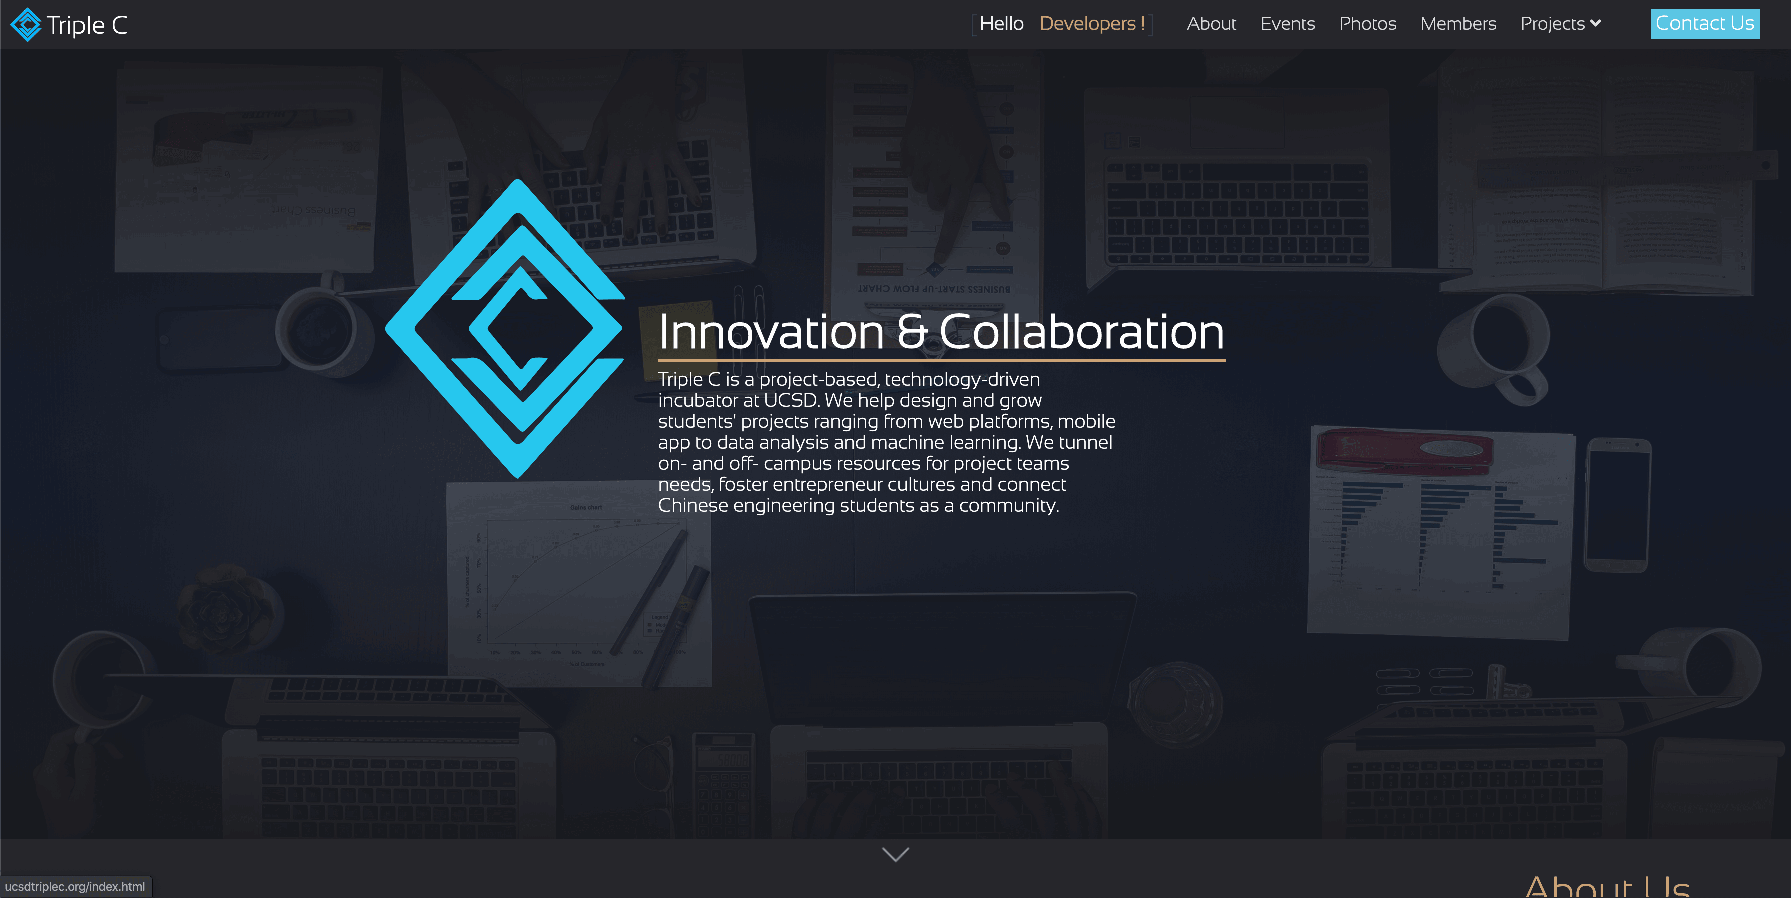 Triple C
Hello Developers !
About
Events
Photos
Members
Projects
Contact Us
BUSINESS START-UP FLOW CHART
Innovation & Collaboration
Triple C is a project-based, technology-driven
incubator at UCSD. We help design and grow
students' projects ranging from web platforms, mobile
app to data analysis and machine learning. We tunnel
on- and off- campus resources for project teams
needs, foster entrepreneur cultures and connect
Chinese engineering students as a community.
ucsdtriplec.org/index.html
About Us